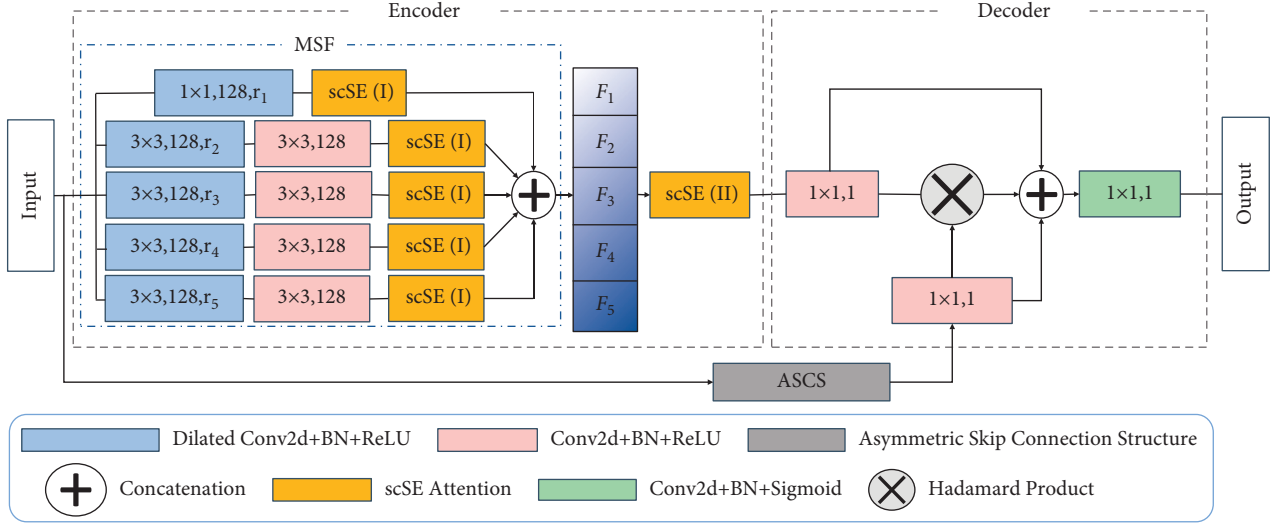 Encoder
Decoder
MSF
Input
1×1,128,r1
scSE (I)
3×3,128,r2
3×3,128
scSE (I)
3×3,128,r3
3×3,128
scSE (I)
3×3,128,r4
3×3,128
scSE (I)
3×3,128,r5
3×3,128
scSE (I)
F1
F2
F3
F4
F5
scSE (II)
1×1,1
1×1,1
1×1,1
Output
ASCS
Dilated Conv2d+BN+ReLU
Conv2d+BN+ReLU
Asymmetric Skip Connection Structure
Concatenation
scSE Attention
Conv2d+BN+Sigmoid
Hadamard Product